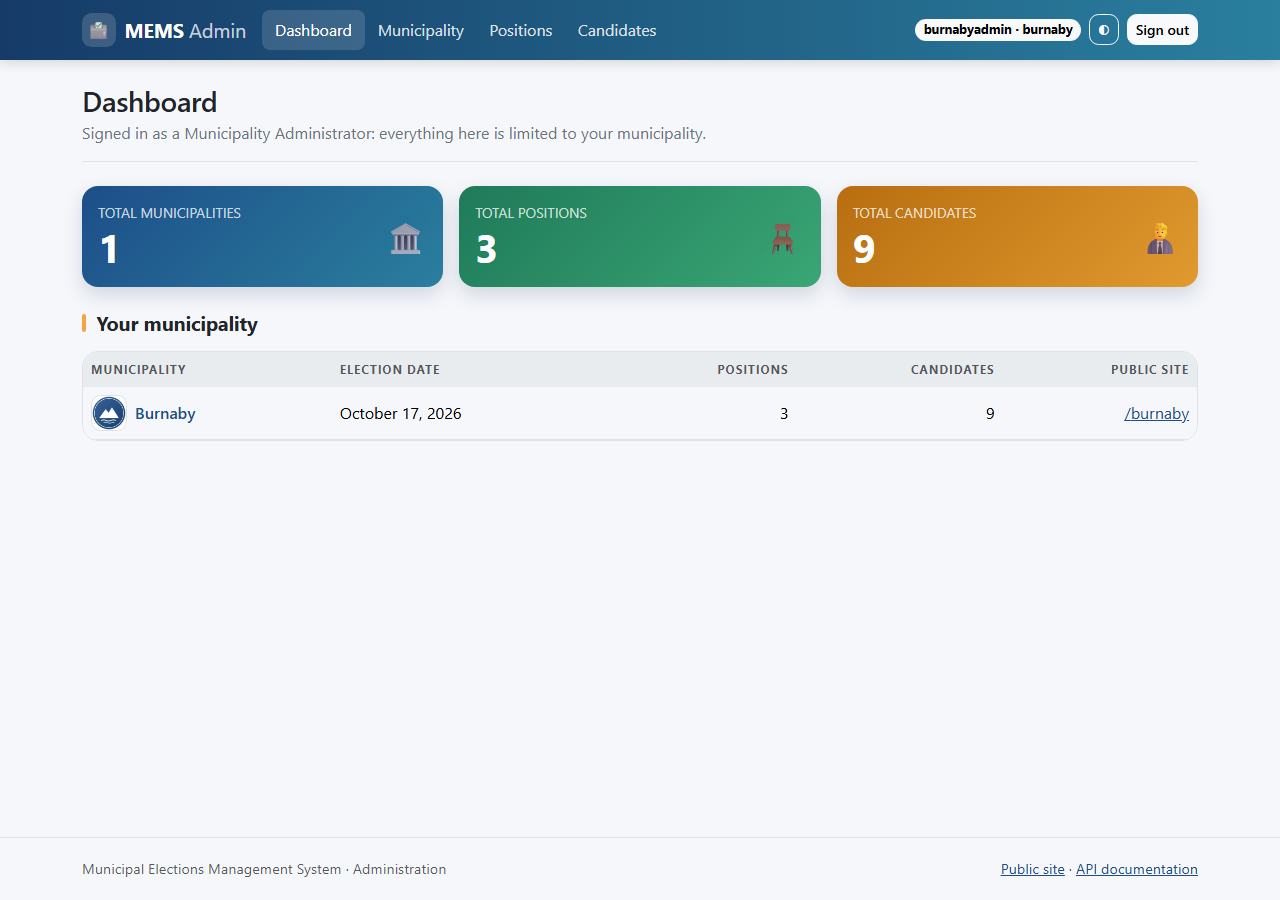 MEMS Admin Dashboard Municipality Positions Candidates burnabyadmin · burnaby Sign out
Dashboard
Signed in as a Municipality Administrator: everything here is limited to your municipality.
TOTAL MUNICIPALITIES
1
TOTAL POSITIONS
3
TOTAL CANDIDATES
9
Your municipality
MUNICIPALITY ELECTION DATE POSITIONS CANDIDATES PUBLIC SITE
Burnaby October 17, 2026 3 9 /burnaby
Municipal Elections Management System · Administration Public site · API documentation